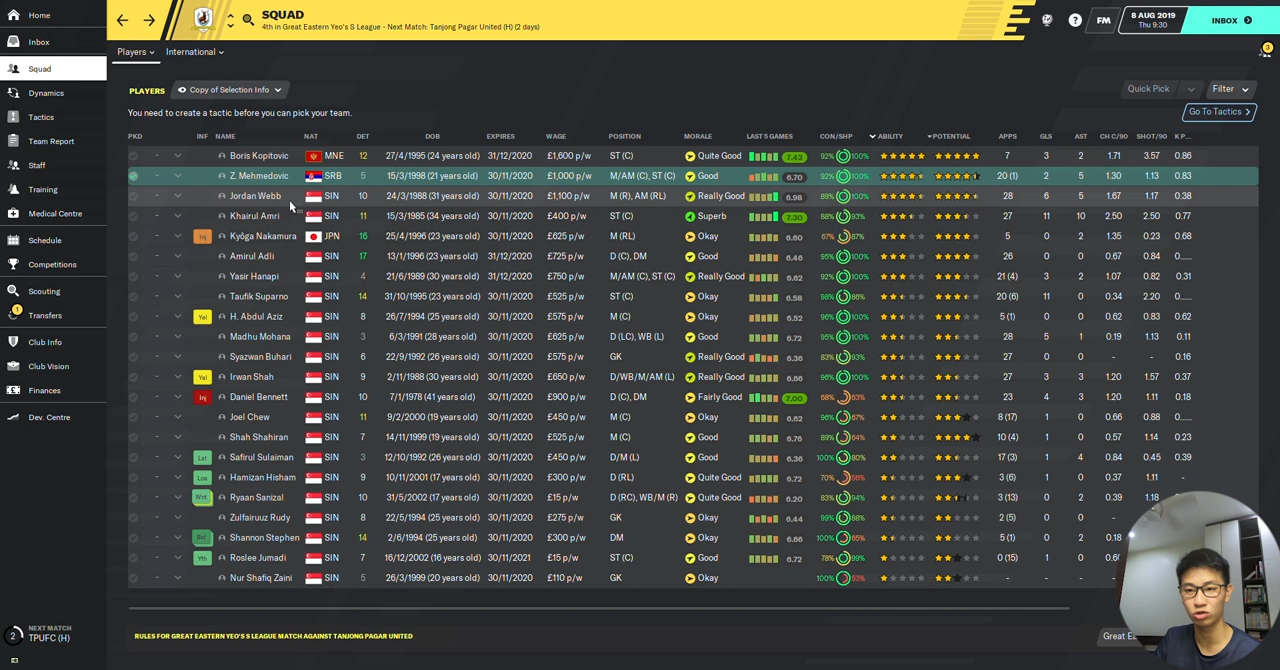 Home
Inbox
Squad
Dynamics
Tactics
Team Report
Staff
Training
Medical Centre
Schedule
Competitions
Scouting
1
Transfers
Club Info
Club Vision
Finances
Dev. Centre
2 NEXT MATCH
TPUFC (H)
SQUAD
4th in Great Eastern Yeo's S League - Next Match: Tanjong Pagar United (H) (2 days)
? FM 8 AUG 2019 INBOX
Thu 9:30
Players International 3
PLAYERS Copy of Selection Info Quick Pick Filter
You need to create a tactic before you can pick your team. Go To Tactics >
PKD INF NAME NAT DET DOB EXPIRES WAGE POSITION MORALE LAST 5 GAMES CON/SHP ABILITY POTENTIAL APPS GLS AST CH C/90 SHOT/90 K P...
- Boris Kopitovic MNE 12 27/4/1995 (24 years old) 31/12/2020 £1,600 p/w ST (C) Quite Good 7.42 92% 100% 7 3 2 1.71 3.57 0.86
- Z. Mehmedovic SRB 5 15/3/1998 (21 years old) 31/12/2020 £1,000 p/w M/AM (C), ST (C) Good 6.70 92% 100% 20 (1) 2 5 1.30 1.13 0.83
- Jordan Webb SIN 10 24/3/1988 (31 years old) 30/11/2020 £1,100 p/w M (R), AM (RL) Really Good 6.98 89% 100% 28 6 5 1.67 1.17 0.38
- Khairul Amri SIN 11 15/3/1985 (34 years old) 30/11/2020 £400 p/w ST (C) Superb 7.30 88% 93% 27 11 10 2.50 2.50 0.77
- Inj Kyôga Nakamura JPN 16 25/4/1996 (23 years old) 30/11/2020 £625 p/w M (RL) Okay 6.60 67% 87% 5 0 2 1.35 0.23 0.68
- Amirul Adli SIN 17 13/1/1996 (23 years old) 31/12/2020 £725 p/w D (C), DM Good 6.46 95% 100% 26 0 0 0.67 0.84 0.00
- Yasir Hanapi SIN 4 21/6/1989 (30 years old) 31/12/2020 £750 p/w M/AM (C), ST (C) Really Good 6.62 92% 100% 21 (4) 3 2 1.07 0.82 0.31
- Taufik Suparno SIN 14 31/10/1995 (23 years old) 30/11/2020 £525 p/w ST (C) Okay 6.58 98% 86% 20 (6) 11 0 0.34 2.20 0....
- Yel H. Abdul Aziz SIN 8 26/7/1994 (25 years old) 30/11/2020 £575 p/w M (C) Okay 6.52 96% 100% 5 (1) 0 0 0.62 0.83 0.62
- Madhu Mohana SIN 3 6/3/1991 (28 years old) 30/11/2020 £625 p/w D (LC), WB (L) Good 6.72 95% 100% 28 5 1 0.19 1.13 0.11
- Syazwan Buhari SIN 6 22/9/1992 (26 years old) 30/11/2020 £575 p/w GK Really Good 6.36 83% 93% 27 0 0 - - 0.16
- Yel Irwan Shah SIN 9 2/11/1988 (30 years old) 30/11/2020 £650 p/w D/WB/M/AM (L) Really Good 6.66 96% 100% 27 3 3 1.20 1.57 0.37
- Inj Daniel Bennett SIN 10 7/1/1978 (41 years old) 30/11/2020 £900 p/w D (C), DM Fairly Good 7.00 68% 63% 23 4 3 1.20 1.11 0.18
- Joel Chew SIN 11 9/2/2000 (19 years old) 30/11/2020 £450 p/w M (C) Okay 6.62 96% 67% 8 (17) 1 0 0.66 0.88 0....
- Shah Shahiran SIN 7 14/11/1999 (19 years old) 30/11/2020 £525 p/w M (C) Good 6.76 89% 64% 10 (4) 1 0 0.57 1.14 0.23
- Lst Safirul Sulaiman SIN 3 12/10/1992 (26 years old) 30/11/2020 £450 p/w D/M (L) Good 6.36 100% 80% 17 (3) 1 4 0.84 0.45 0.39
- Loa Hamizan Hisham SIN 9 10/11/2001 (17 years old) 30/11/2020 £300 p/w D (RL) Quite Good 6.72 70% 56% 3 (6) 1 0 0.37 1.11 -
- Wnt Ryaan Sanizal SIN 10 31/5/2002 (17 years old) 30/11/2020 £15 p/w D (RC), WB/M (R) Quite Good 6.20 83% 94% 3 (13) 0 2 0.39 1.18
- Zulfairuuz Rudy SIN 8 22/5/1994 (25 years old) 30/11/2020 £275 p/w GK Okay 6.44 99% 88% 2 (5) 0 0 - -
- Bid Shannon Stephen SIN 14 2/6/1994 (25 years old) 30/11/2020 £300 p/w DM Okay 6.66 100% 65% 5 (1) 0 0 0.18
- Yth Roslee Jumadi SIN 7 16/12/2002 (16 years old) 30/11/2021 £15 p/w ST (C) Good 6.72 78% 99% 0 (15) 1 0
- Nur Shafiq Zaini SIN 5 26/3/1999 (20 years old) 30/11/2020 £110 p/w GK Okay 100% 53% - - -
RULES FOR GREAT EASTERN YEO'S S LEAGUE MATCH AGAINST TANJONG PAGAR UNITED Great